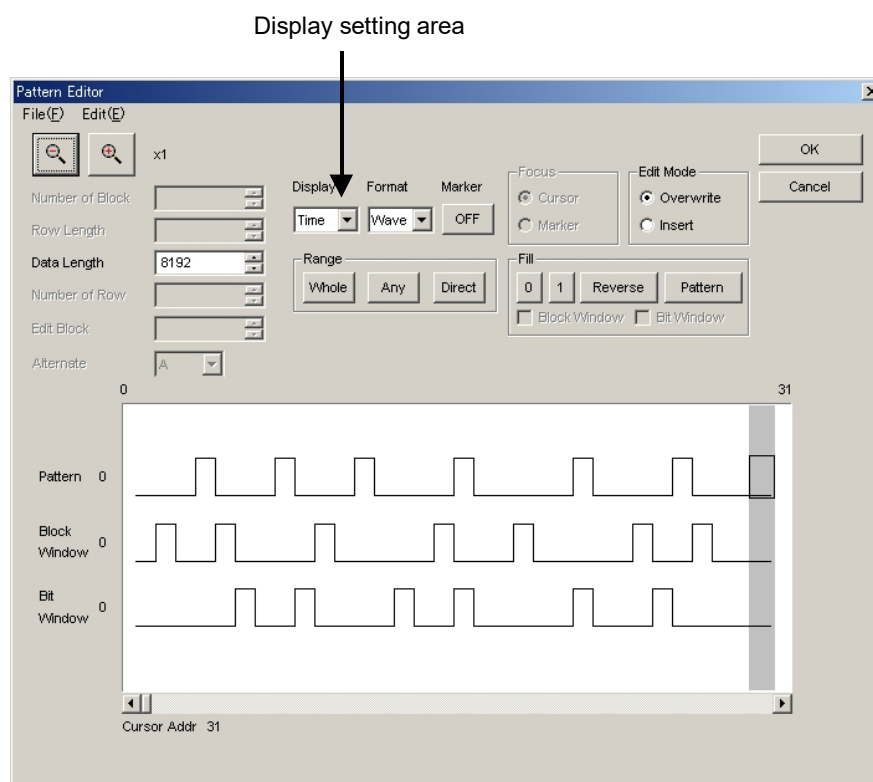 Display setting area
Pattern Editor
File(F) Edit(E)
x1
Number of Block
Row Length
Data Length 8192
Number of Row
Edit Block
Alternate A
Display Format Marker
Time Wave OFF
Range
Whole Any Direct
Focus
Cursor
Marker
Edit Mode
Overwrite
Insert
Fill
0 1 Reverse Pattern
Block Window Bit Window
OK
Cancel
0 31
Pattern 0
Block
Window 0
Bit
Window 0
Cursor Addr 31